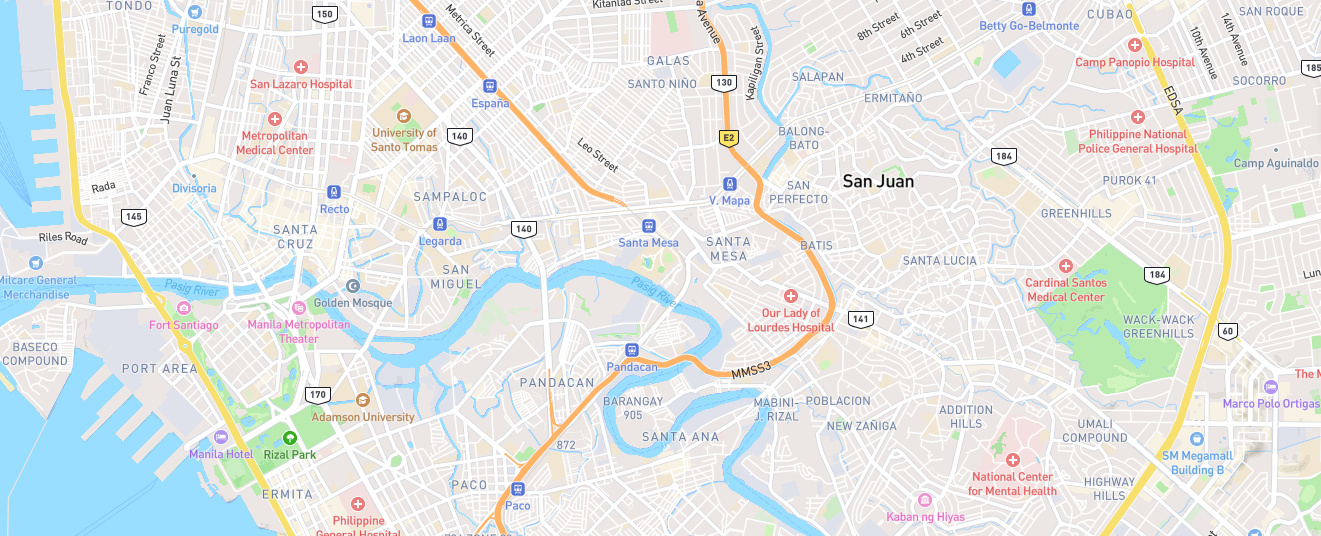 TONDO
Puregold
150
Laon Laan
Metrica Street
Kitanlad Street
Kapiligan Street
8th Street
6th Street
4th Street
Betty Go-Belmonte
CUBAO
SAN ROQUE
10th Avenue
14th Avenue
Camp Panopio Hospital
185
SOCORRO
Franco Street
Juan Luna St
San Lazaro Hospital
España
GALAS
SANTO NIÑO
130
SALAPAN
ERMITAÑO
EDSA
Metropolitan
Medical Center
University of
Santo Tomas
140
Leo Street
E2
BALONG-
BATO
184
Philippine National
Police General Hospital
Camp Aguinaldo
Rada
Divisoria
Recto
SAMPALOC
V. Mapa
SAN
PERFECTO
San Juan
PUROK 41
GREENHILLS
145
Riles Road
SANTA
CRUZ
Legarda
140
Santa Mesa
SANTA
MESA
BATIS
SANTA LUCIA
Milcare General
Merchandise
Pasig River
SAN
MIGUEL
Golden Mosque
Pasig River
Cardinal Santos
Medical Center
184
Fort Santiago
Manila Metropolitan
Theater
Our Lady of
Lourdes Hospital
141
WACK-WACK
GREENHILLS
60
BASECO
COMPOUND
PORT AREA
Pandacan
MMSS3
PANDACAN
170
Adamson University
BARANGAY
905
MABINI-
J. RIZAL
POBLACION
NEW ZAÑIGA
ADDITION
HILLS
UMALI
COMPOUND
Marco Polo Ortigas
Manila Hotel
Rizal Park
872
SANTA ANA
SM Megamall
Building B
National Center
for Mental Health
HIGHWAY
HILLS
ERMITA
PACO
Paco
Kaban ng Hiyas
Philippine
General Hospital